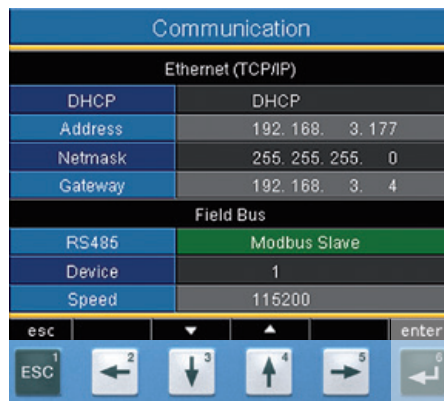 Communication
Ethernet (TCP/IP)
DHCP DHCP
Address 192. 168. 3. 177
Netmask 255. 255. 255. 0
Gateway 192. 168. 3. 4
Field Bus
RS485 Modbus Slave
Device 1
Speed 115200
esc ▼ ▲ enter
ESC 1 ← 2 ↓ 3 ↑ 4 → 5 ↵ 6